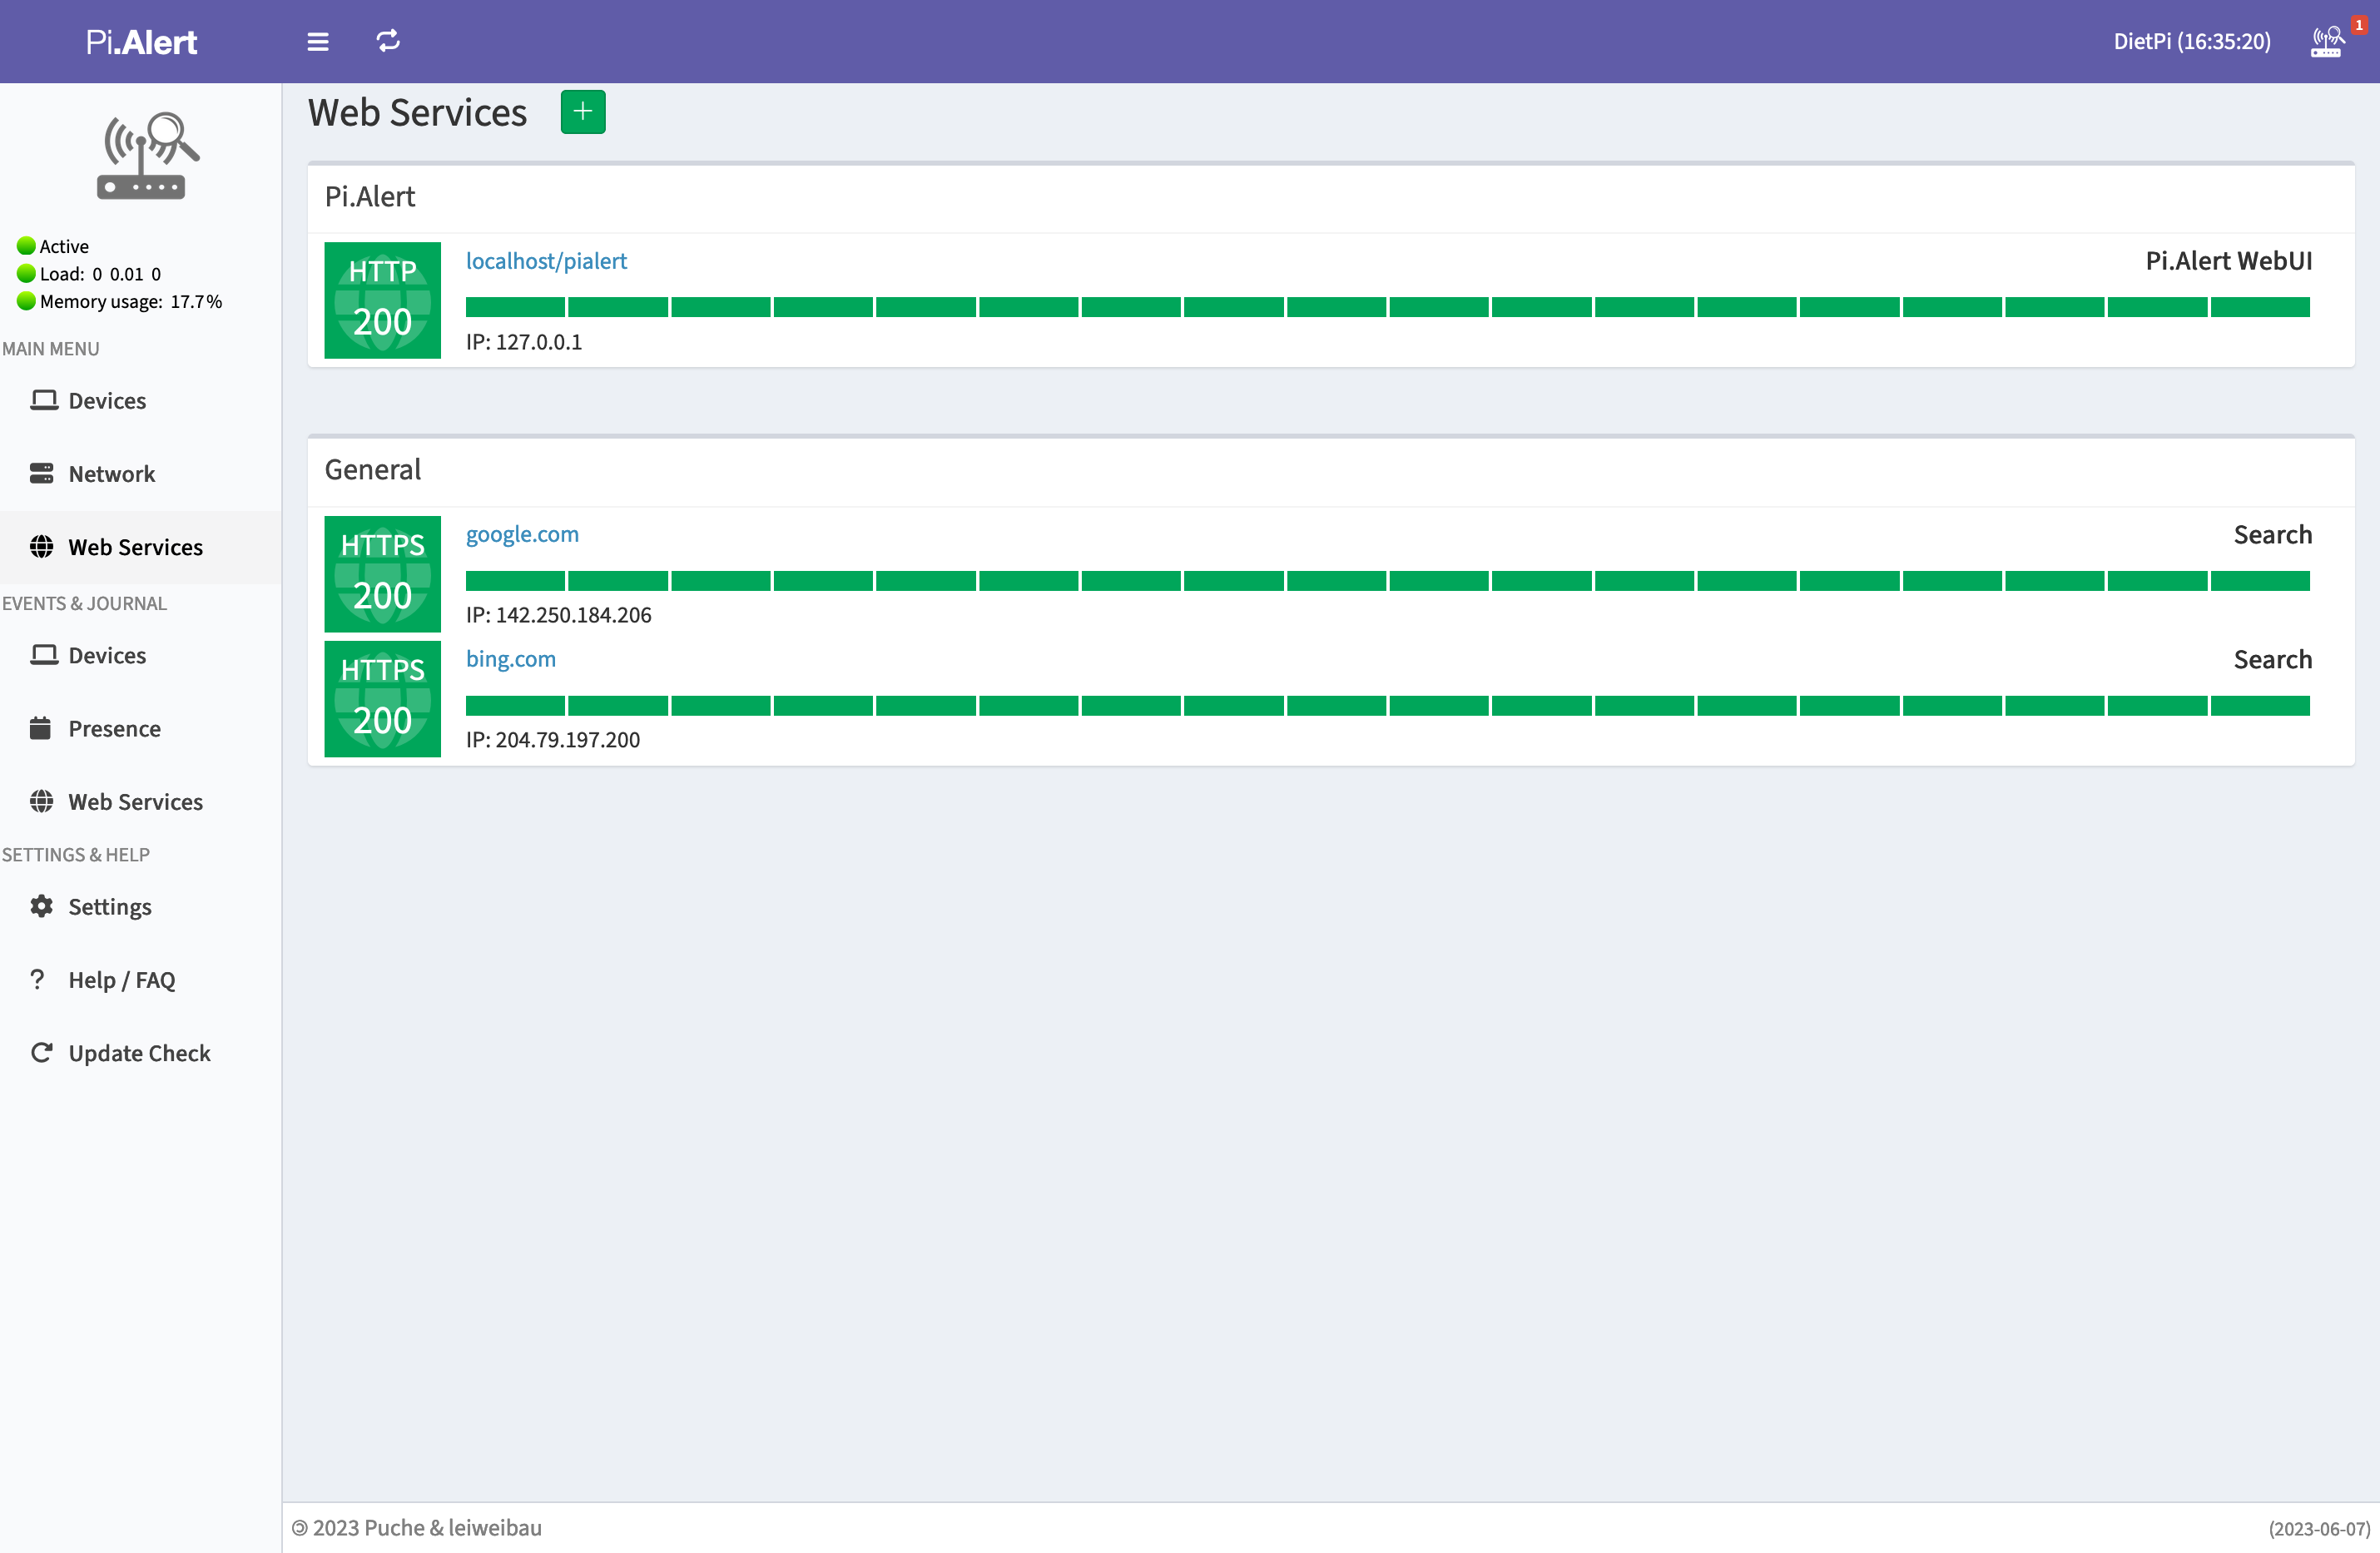 Pi.Alert
DietPi (16:35:20)
1
Active
Load: 0 0.01 0
Memory usage: 17.7%
MAIN MENU
Devices
Network
Web Services
EVENTS & JOURNAL
Devices
Presence
Web Services
SETTINGS & HELP
Settings
? Help / FAQ
Update Check
Web Services +
Pi.Alert
HTTP
200
localhost/pialert
Pi.Alert WebUI
IP: 127.0.0.1
General
HTTPS
200
google.com
Search
IP: 142.250.184.206
HTTPS
200
bing.com
Search
IP: 204.79.197.200
🄯 2023 Puche & leiweibau
(2023-06-07)